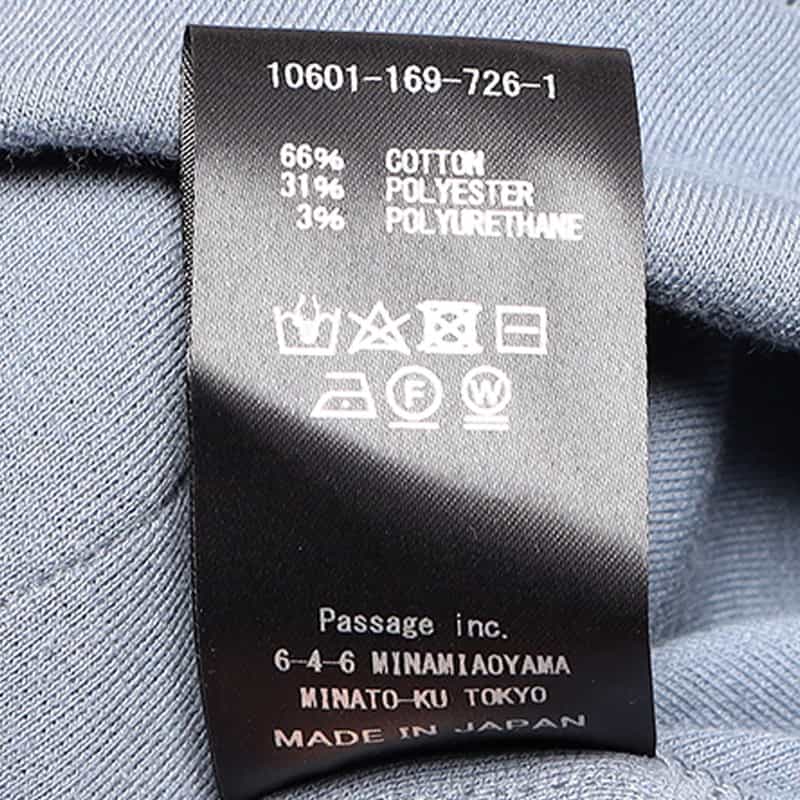 10601-169-726-1
66% COTTON
31% POLYESTER
3% POLYURETHANE
F W
Passage inc.
6-4-6 MINAMIAOYAMA
MINATO-KU TOKYO
MADE IN JAPAN